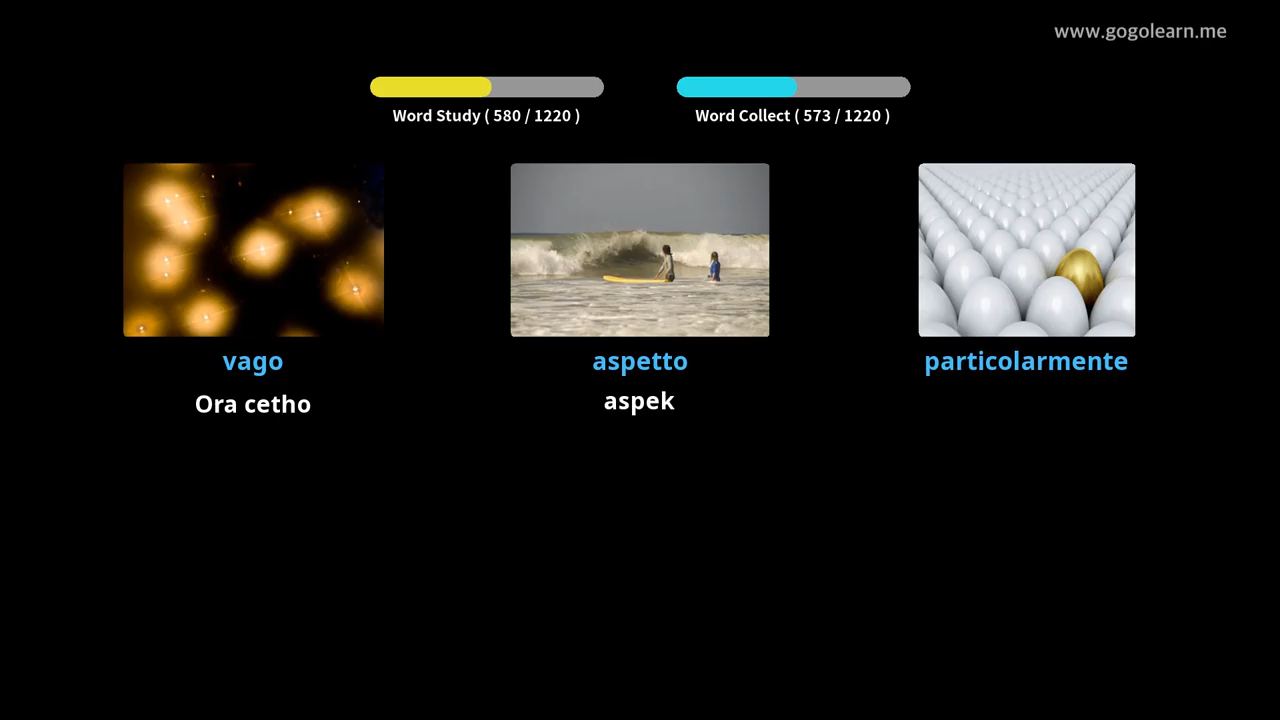 www.gogolearn.me
Word Study ( 580 / 1220 )
Word Collect ( 573 / 1220 )
vago
aspetto
particolarmente
Ora cetho
aspek